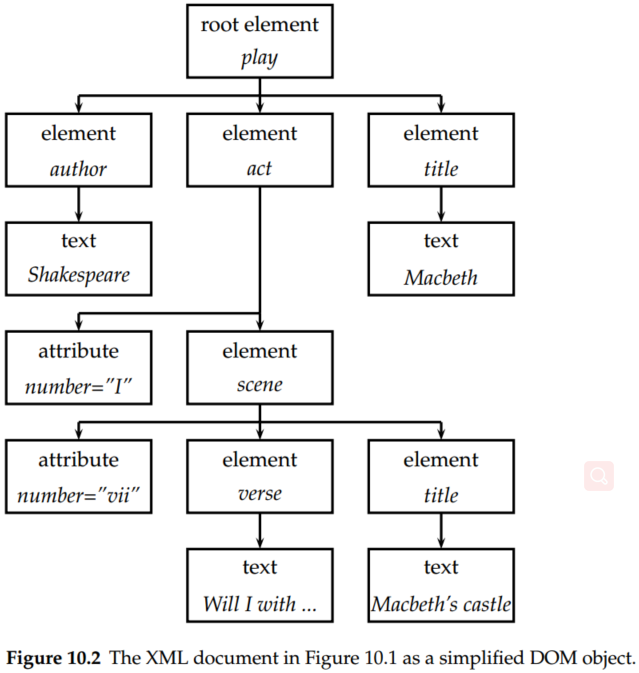 root element
play
element
author
element
act
element
title
text
Shakespeare
text
Macbeth
attribute
number="I"
element
scene
attribute
number="vii"
element
verse
element
title
text
Will I with ...
text
Macbeth's castle
Figure 10.2 The XML document in Figure 10.1 as a simplified DOM object.